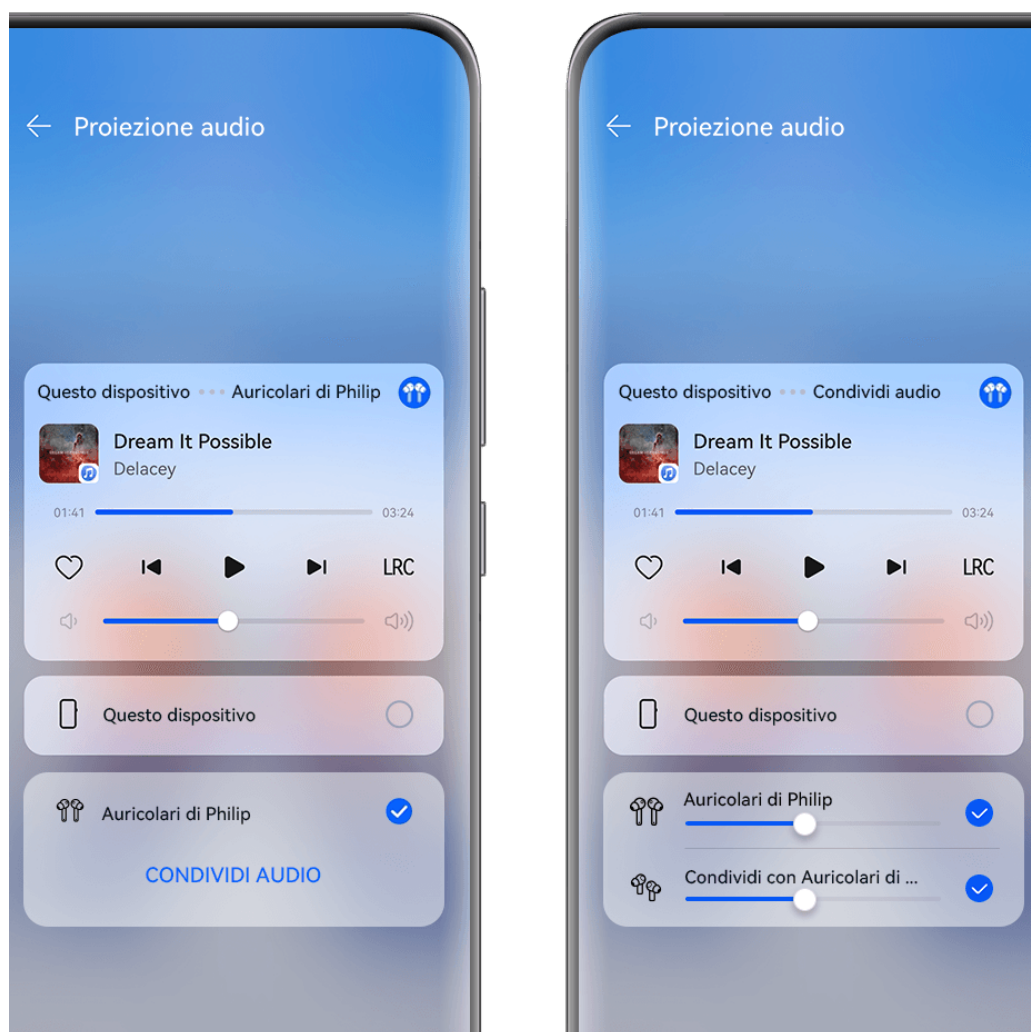 Proiezione audio
Questo dispositivo ••• Auricolari di Philip
Dream It Possible
Delacey
01:41 03:24
LRC
Questo dispositivo
Auricolari di Philip
CONDIVIDI AUDIO
Proiezione audio
Questo dispositivo ••• Condividi audio
Dream It Possible
Delacey
01:41 03:24
LRC
Questo dispositivo
Auricolari di Philip
Condividi con Auricolari di ...